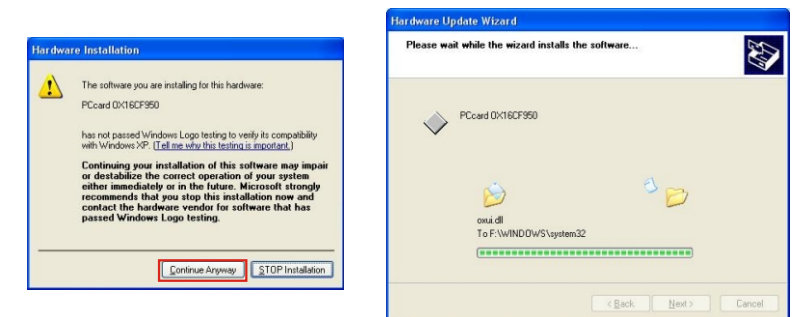 Hardware Installation
The software you are installing for this hardware:
PCcard OX16CF950
has not passed Windows Logo testing to verify its compatibility
with Windows XP. (Tell me why this testing is important.)
Continuing your installation of this software may impair
or destabilize the correct operation of your system
either immediately or in the future. Microsoft strongly
recommends that you stop this installation now and
contact the hardware vendor for software that has
passed Windows Logo testing.
Continue Anyway
STOP Installation
Hardware Update Wizard
Please wait while the wizard installs the software...
PCcard OX16CF950
oxui.dll
To F:\WINDOWS\system32
< Back
Next >
Cancel